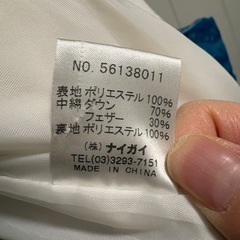 NO. 56138011
表地 ポリエステル 100%
中綿 ダウン 70%
フェザー 30%
裏地 ポリエステル 100%
(株) ナイガイ
TEL(03)3293-7151
MADE IN CHINA